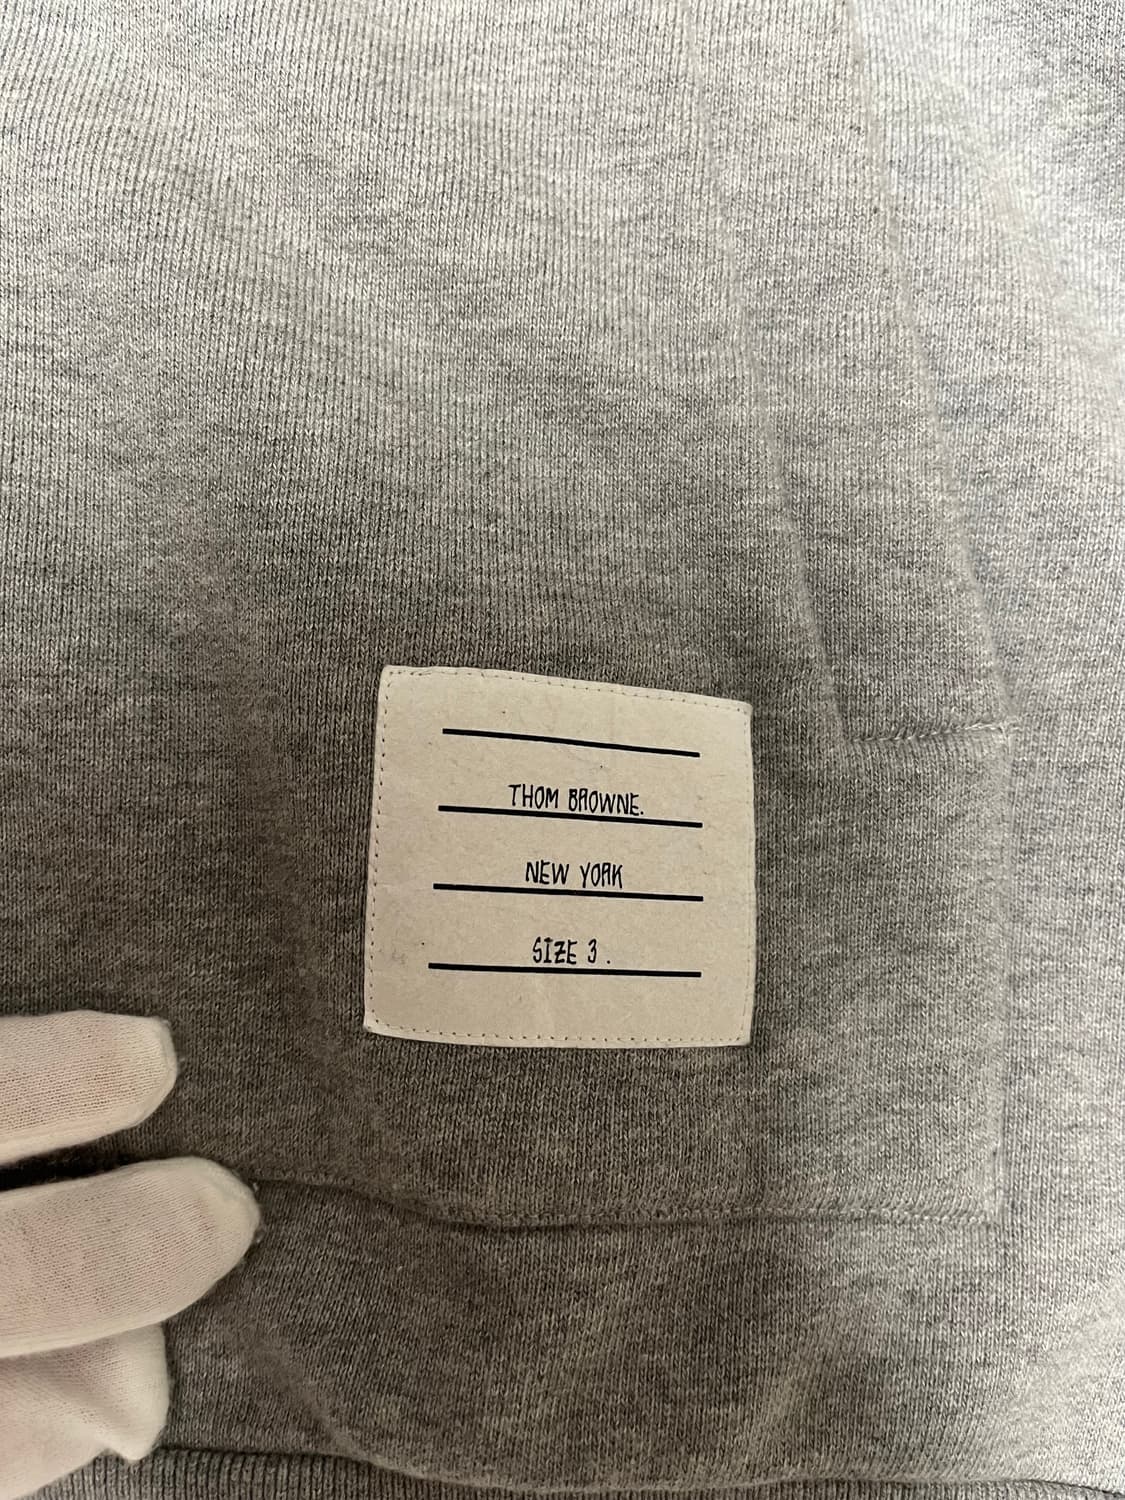 THOM BROWNE.
NEW YORK
SIZE 3 .